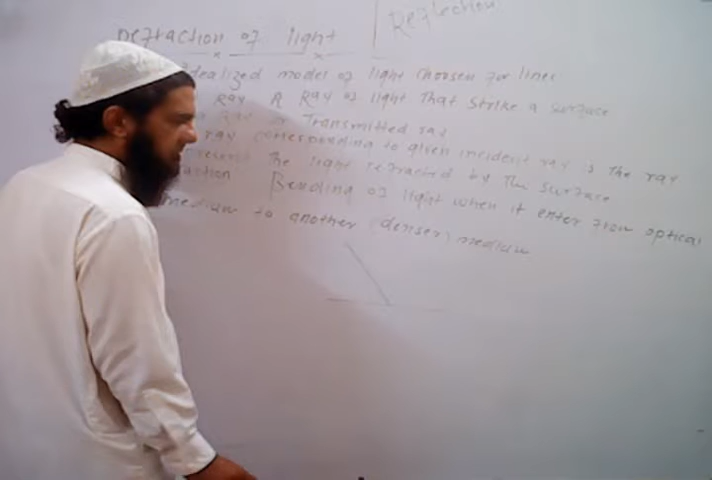 Refraction of light
Reflection
Idealized model of light choosen for lines
Ray A Ray of light That strike a surface
Transmitted ray
ray corresponding to given incident ray is The ray
The light refracted by The surface
Bending of light when it enter from optical
medium to another (denser) medium